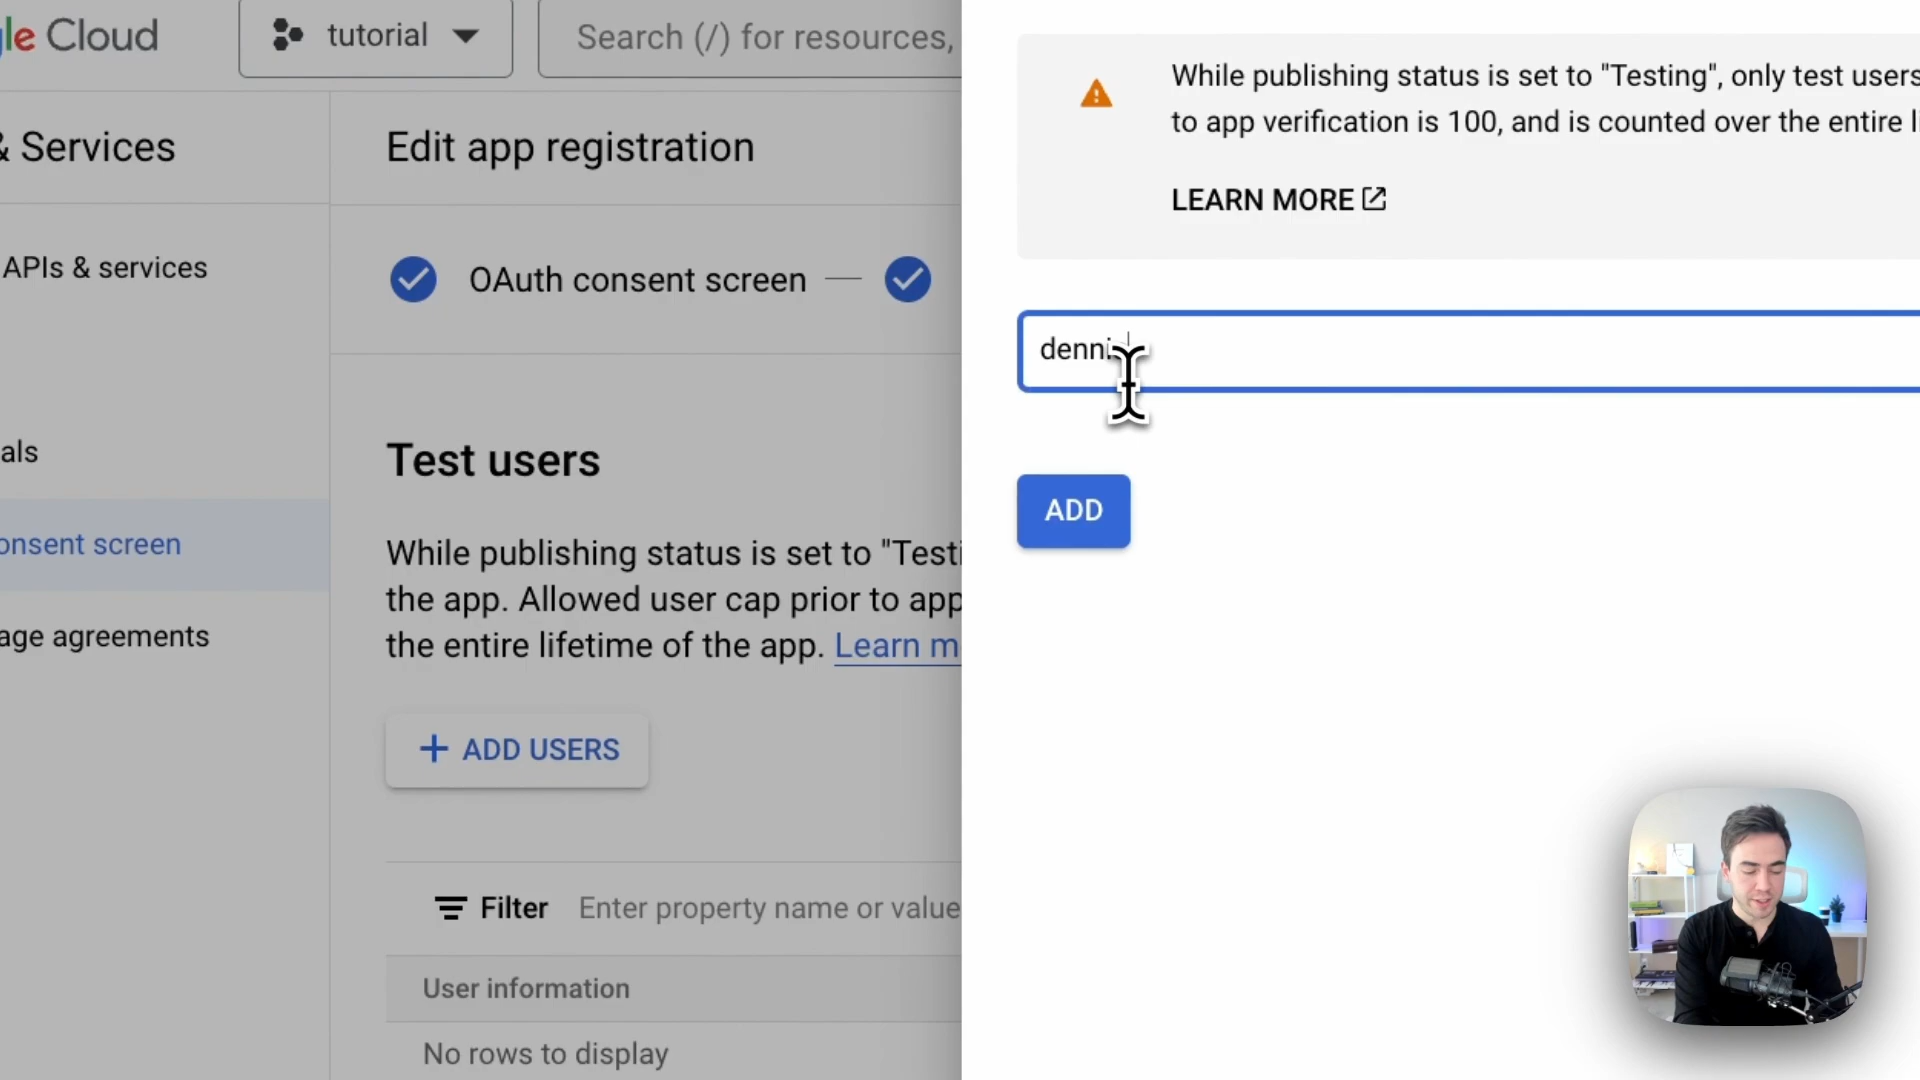 le Cloud
tutorial
Search (/) for resources,
& Services
APIs & services
als
onsent screen
age agreements
Edit app registration
OAuth consent screen
Test users
While publishing status is set to "Testi
the app. Allowed user cap prior to app
the entire lifetime of the app. Learn m
ADD USERS
Filter Enter property name or value
User information
No rows to display
While publishing status is set to "Testing", only test users
to app verification is 100, and is counted over the entire li
LEARN MORE
denni
ADD